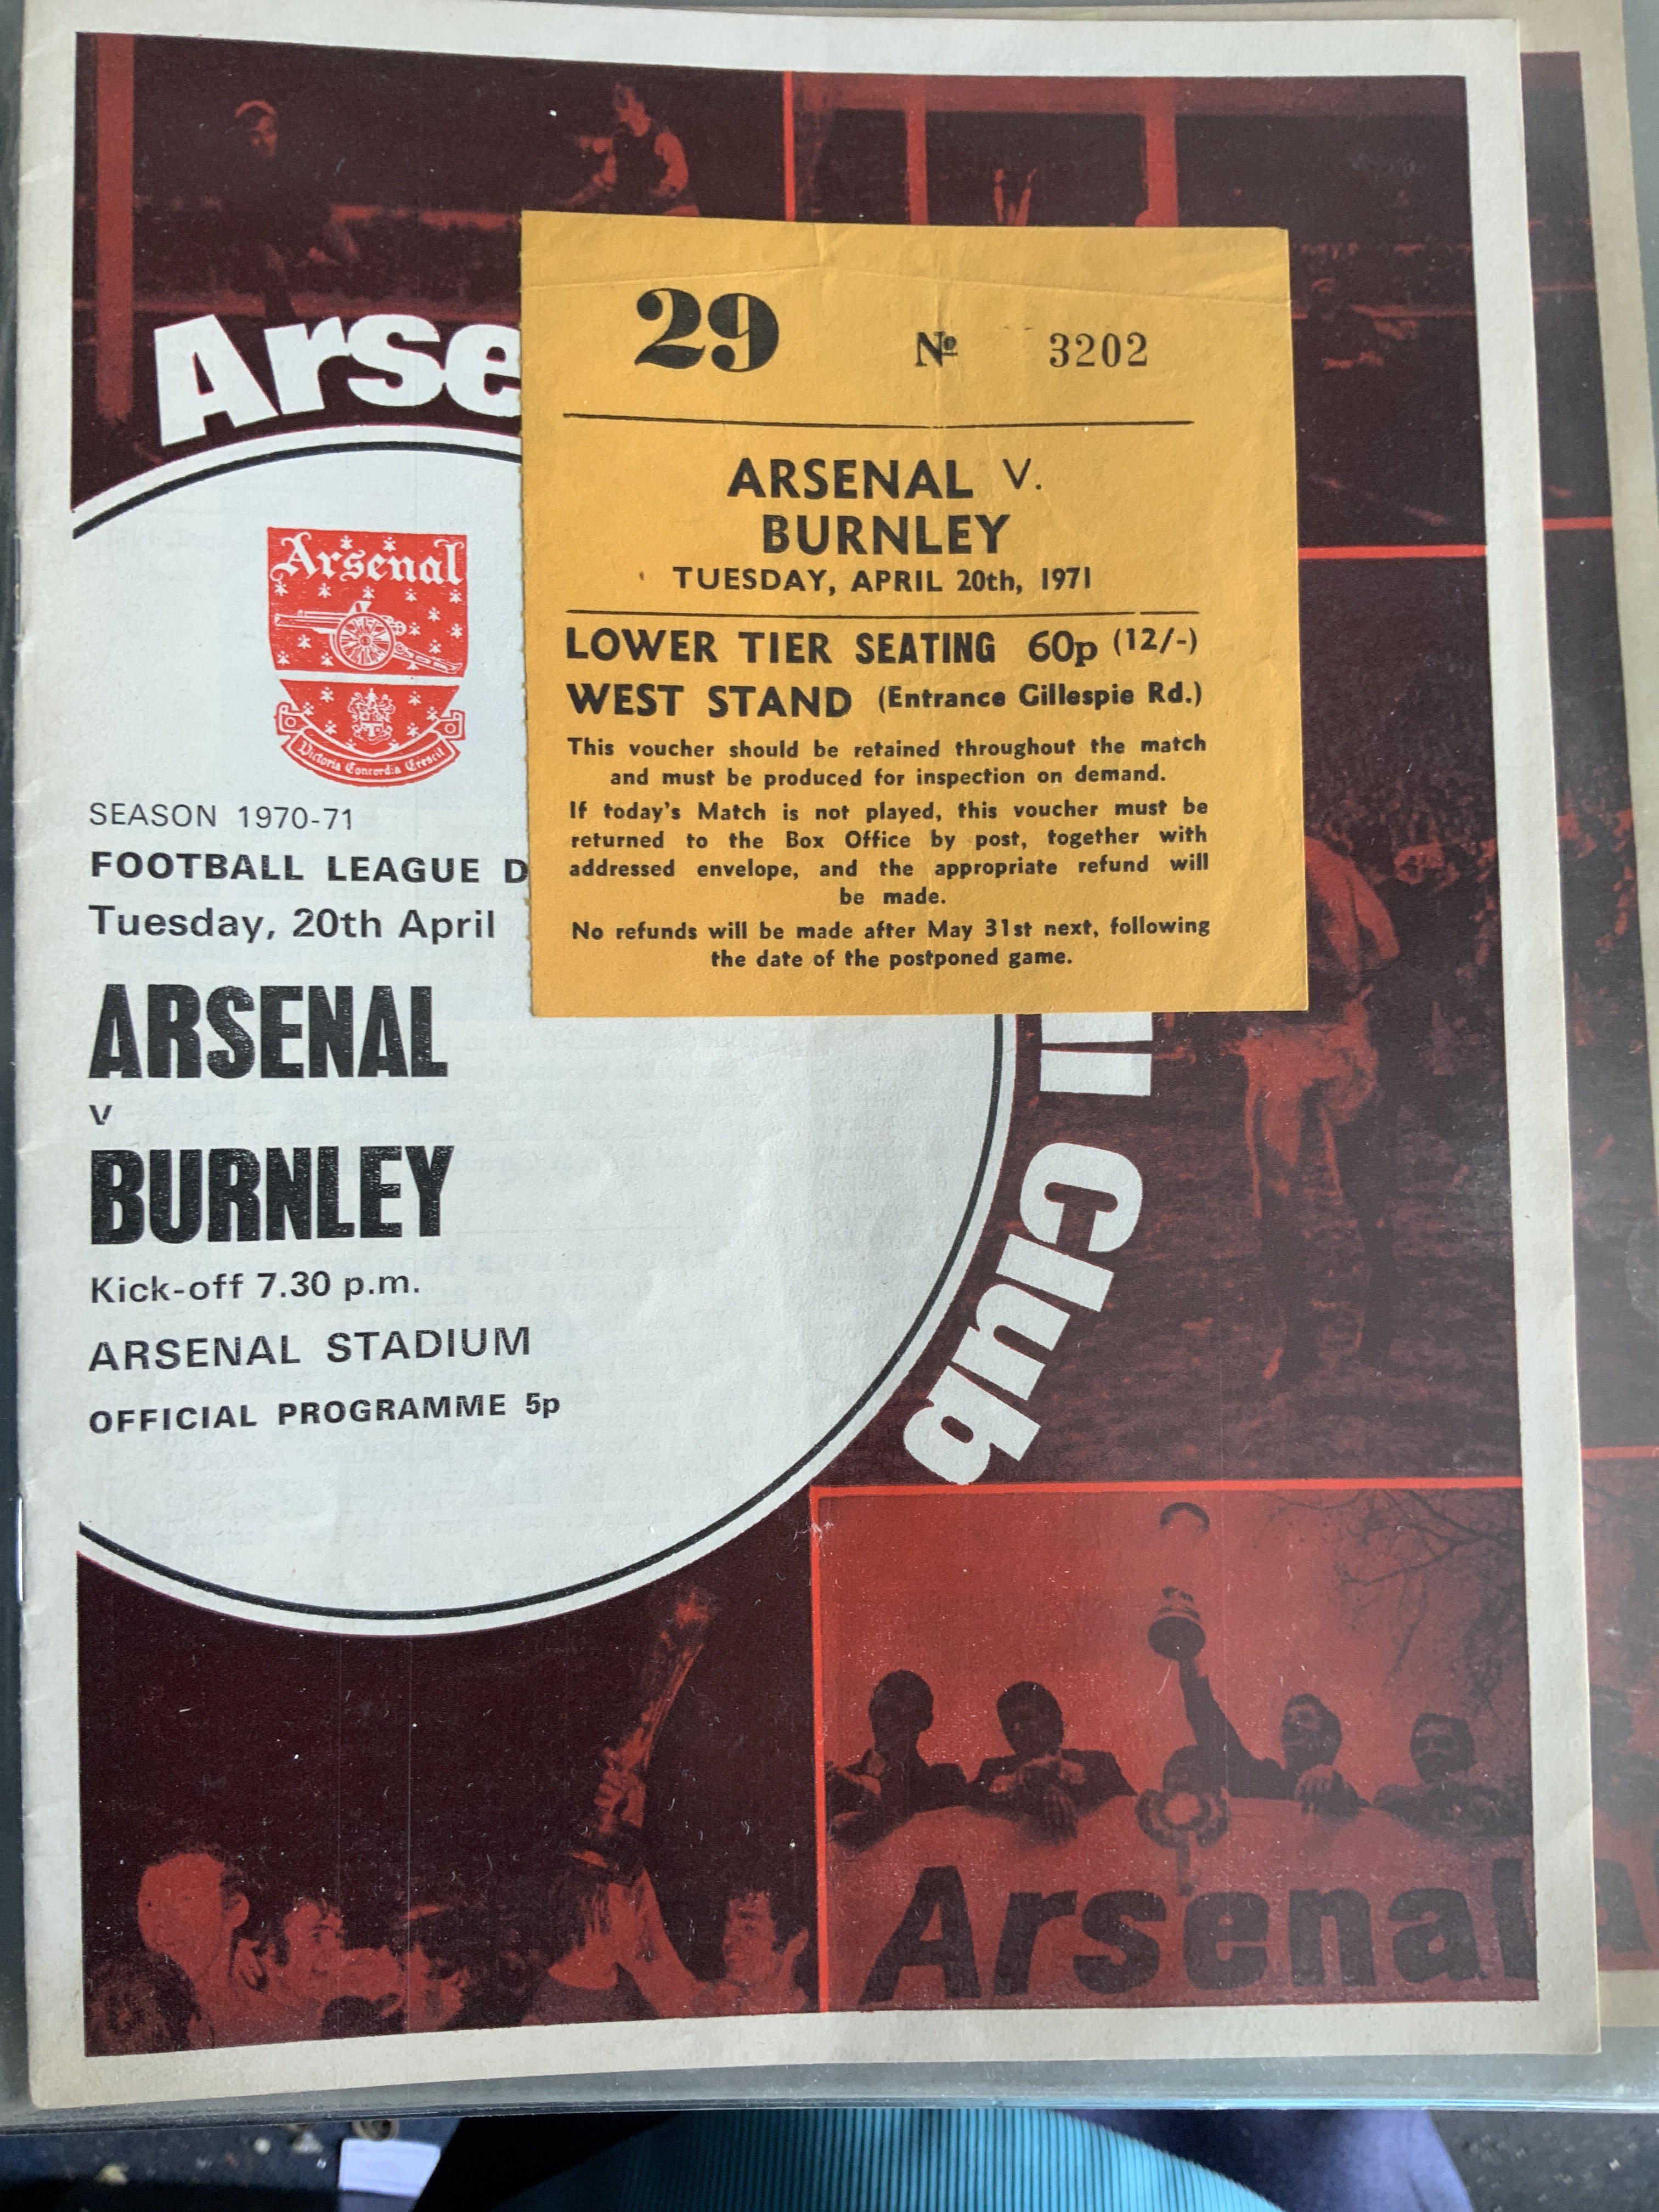 Arse
ll Club
Arsenal
Victoria Concordia Crescit
SEASON 1970-71
FOOTBALL LEAGUE D
Tuesday, 20th April
ARSENAL
v
BURNLEY
Kick-off 7.30 p.m.
ARSENAL STADIUM
OFFICIAL PROGRAMME 5p
29 № 3202
ARSENAL V.
BURNLEY
TUESDAY, APRIL 20th, 1971
LOWER TIER SEATING 60p (12/-)
WEST STAND (Entrance Gillespie Rd.)
This voucher should be retained throughout the match
and must be produced for inspection on demand.
If today's Match is not played, this voucher must be
returned to the Box Office by post, together with
addressed envelope, and the appropriate refund will
be made.
No refunds will be made after May 31st next, following
the date of the postponed game.
Arsenal